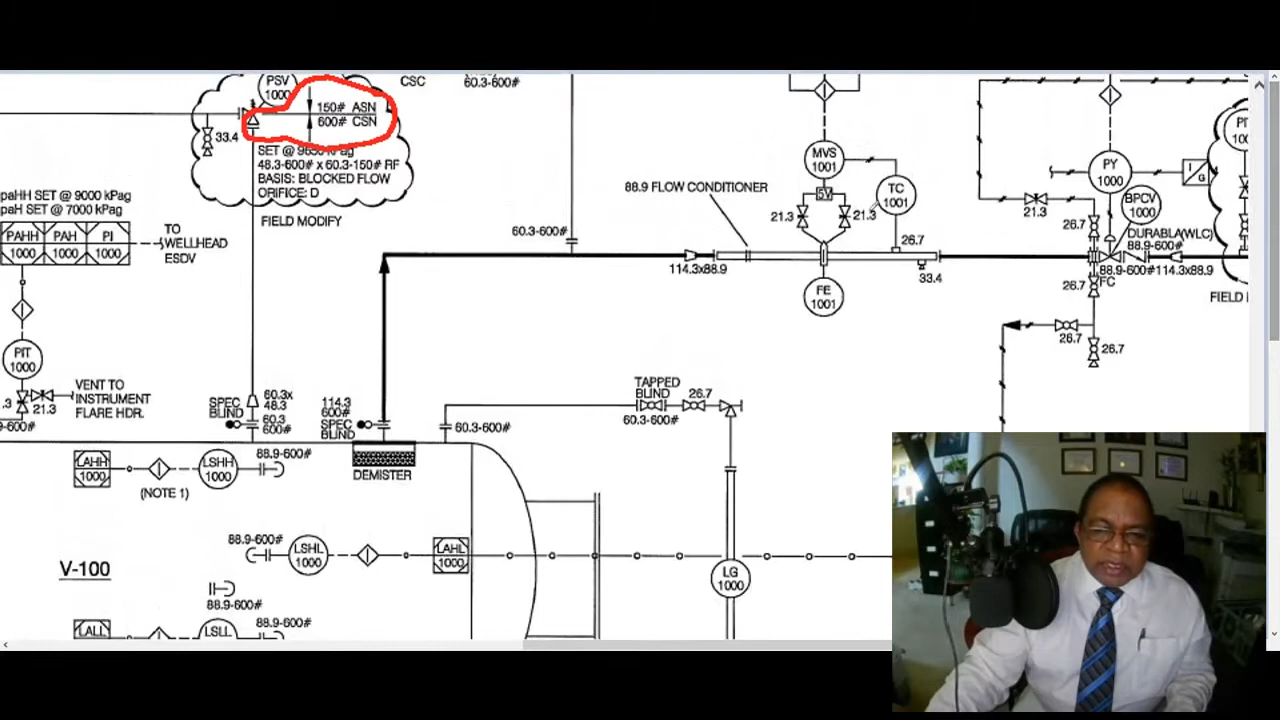 PSV
1000
150# ASN
600# CSN
33.4
SET @ 9650 kPag
48.3-600# x 60.3-150# RF
BASIS: BLOCKED FLOW
ORIFICE: D
FIELD MODIFY
CSC
60.3-600#
paHH SET @ 9000 kPag
paH SET @ 7000 kPag
PAHH
1000
PAH
1000
PI
1000
TO
WELLHEAD
ESDV
PIT
1000
.3
21.3
9-600#
VENT TO
INSTRUMENT
FLARE HDR.
SPEC
BLIND
60.3x
48.3
60.3
600#
114.3
600#
SPEC
BLIND
DEMISTER
60.3-600#
60.3-600#
88.9 FLOW CONDITIONER
114.3x88.9
MVS
1001
5V
21.3
21.3
TC
1001
26.7
33.4
FE
1001
PY
1000
I
G
21.3
26.7
BPCV
1000
DURABLA(WLC)
88.9-600#
88.9-600#
114.3x88.9
FC
26.7
26.7
26.7
FIELD
TAPPED
BLIND
60.3-600#
26.7
LG
1000
LAHH
1000
(NOTE 1)
LSHH
1000
88.9-600#
88.9-600#
LSHL
1000
LAHL
1000
V-100
88.9-600#
LALL
LSLL
88.9-600#